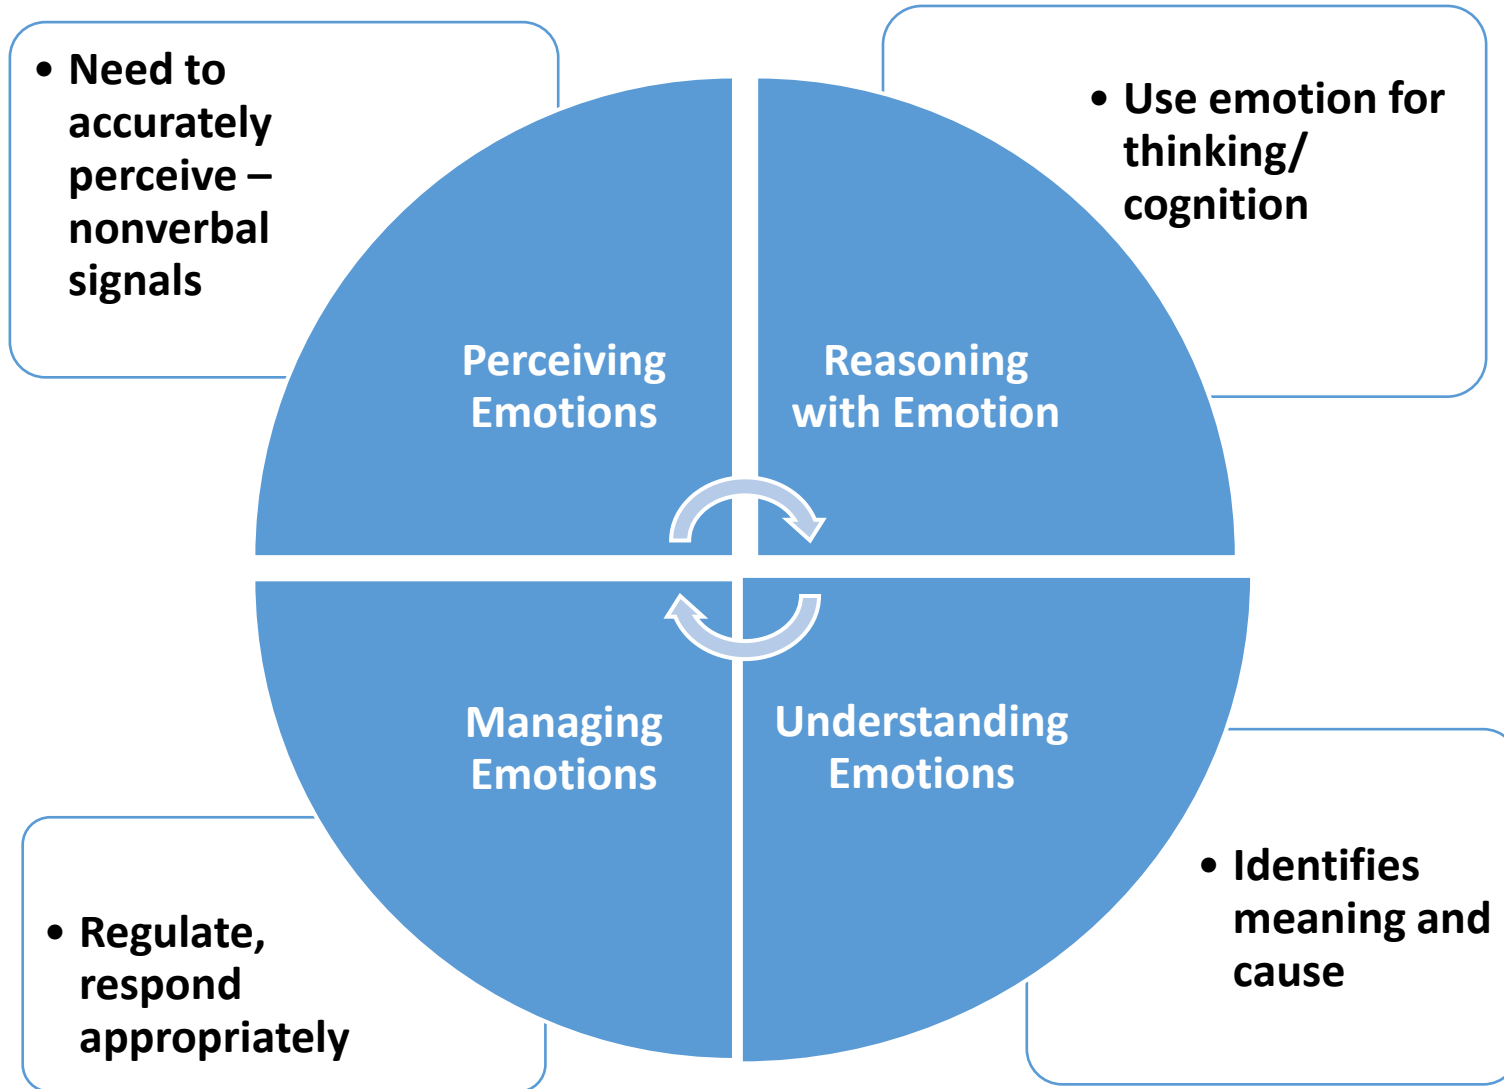 • Need to
accurately
perceive –
nonverbal
signals
• Use emotion for
thinking/
cognition
Perceiving
Emotions
Reasoning
with Emotion
Managing
Emotions
Understanding
Emotions
• Regulate,
respond
appropriately
• Identifies
meaning and
cause